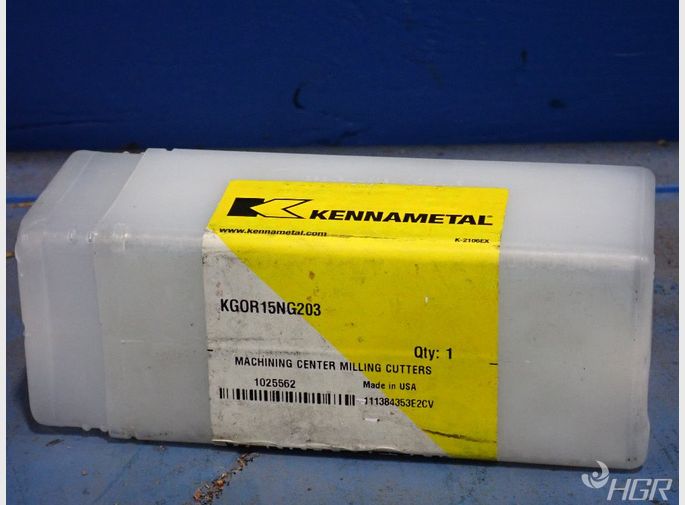 KENNAMETAL
www.kennametal.com
K-2106EX
KGOR15NG203
Qty: 1
MACHINING CENTER MILLING CUTTERS
1025562
Made in USA
111384353E2CV
HGR